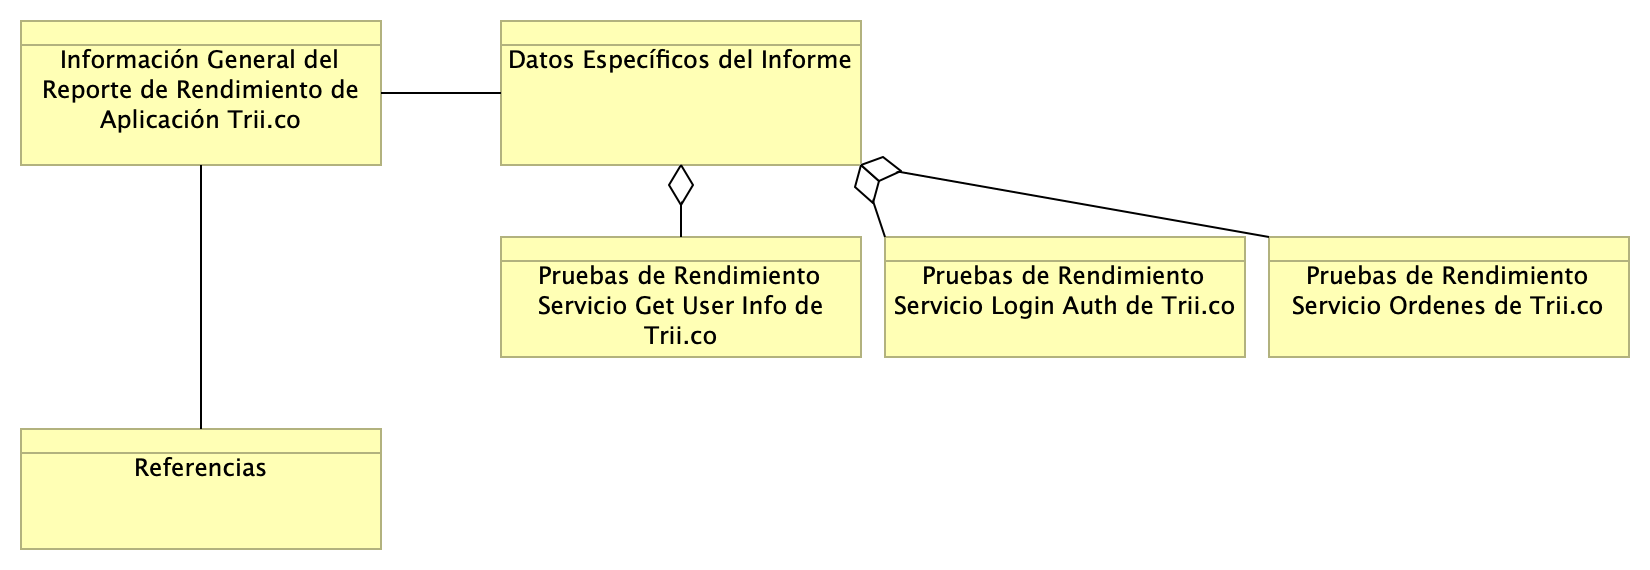 Información General del
Reporte de Rendimiento de
Aplicación Trii.co
Datos Específicos del Informe
Pruebas de Rendimiento
Servicio Get User Info de
Trii.co
Pruebas de Rendimiento
Servicio Login Auth de Trii.co
Pruebas de Rendimiento
Servicio Ordenes de Trii.co
Referencias